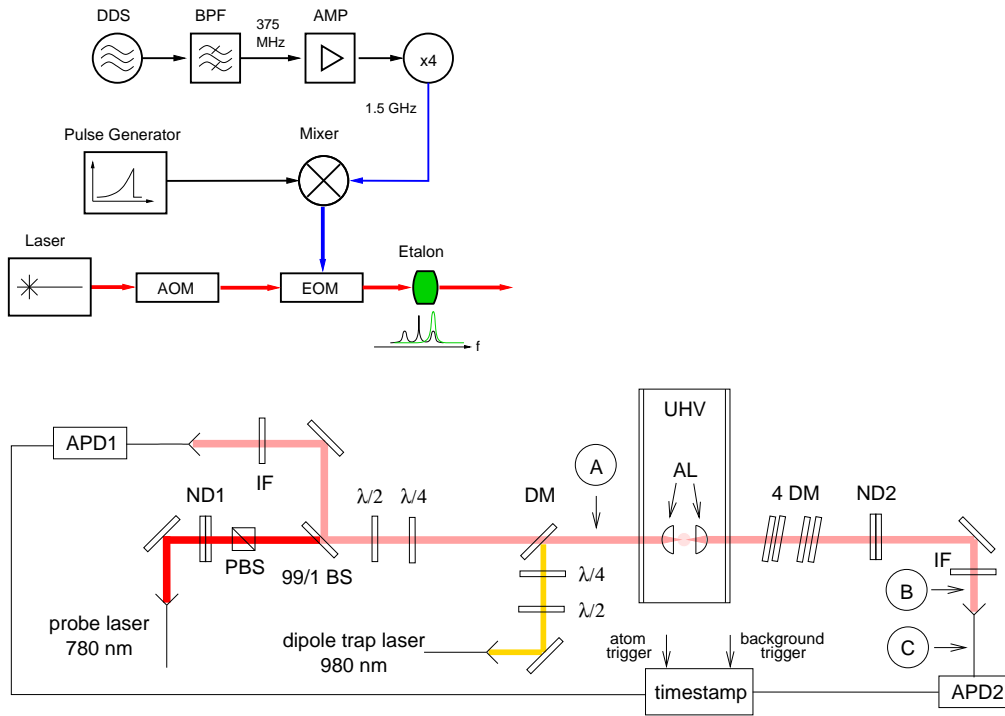 DDS
BPF
375
MHz
AMP
x4
1.5 GHz
Pulse Generator
Mixer
Laser
AOM
EOM
Etalon
f
UHV
APD1
IF
A
AL
ND1
λ/2
λ/4
DM
4 DM
ND2
PBS
99/1 BS
λ/4
IF
B
probe laser
780 nm
λ/2
dipole trap laser
980 nm
atom
trigger
background
trigger
C
timestamp
APD2